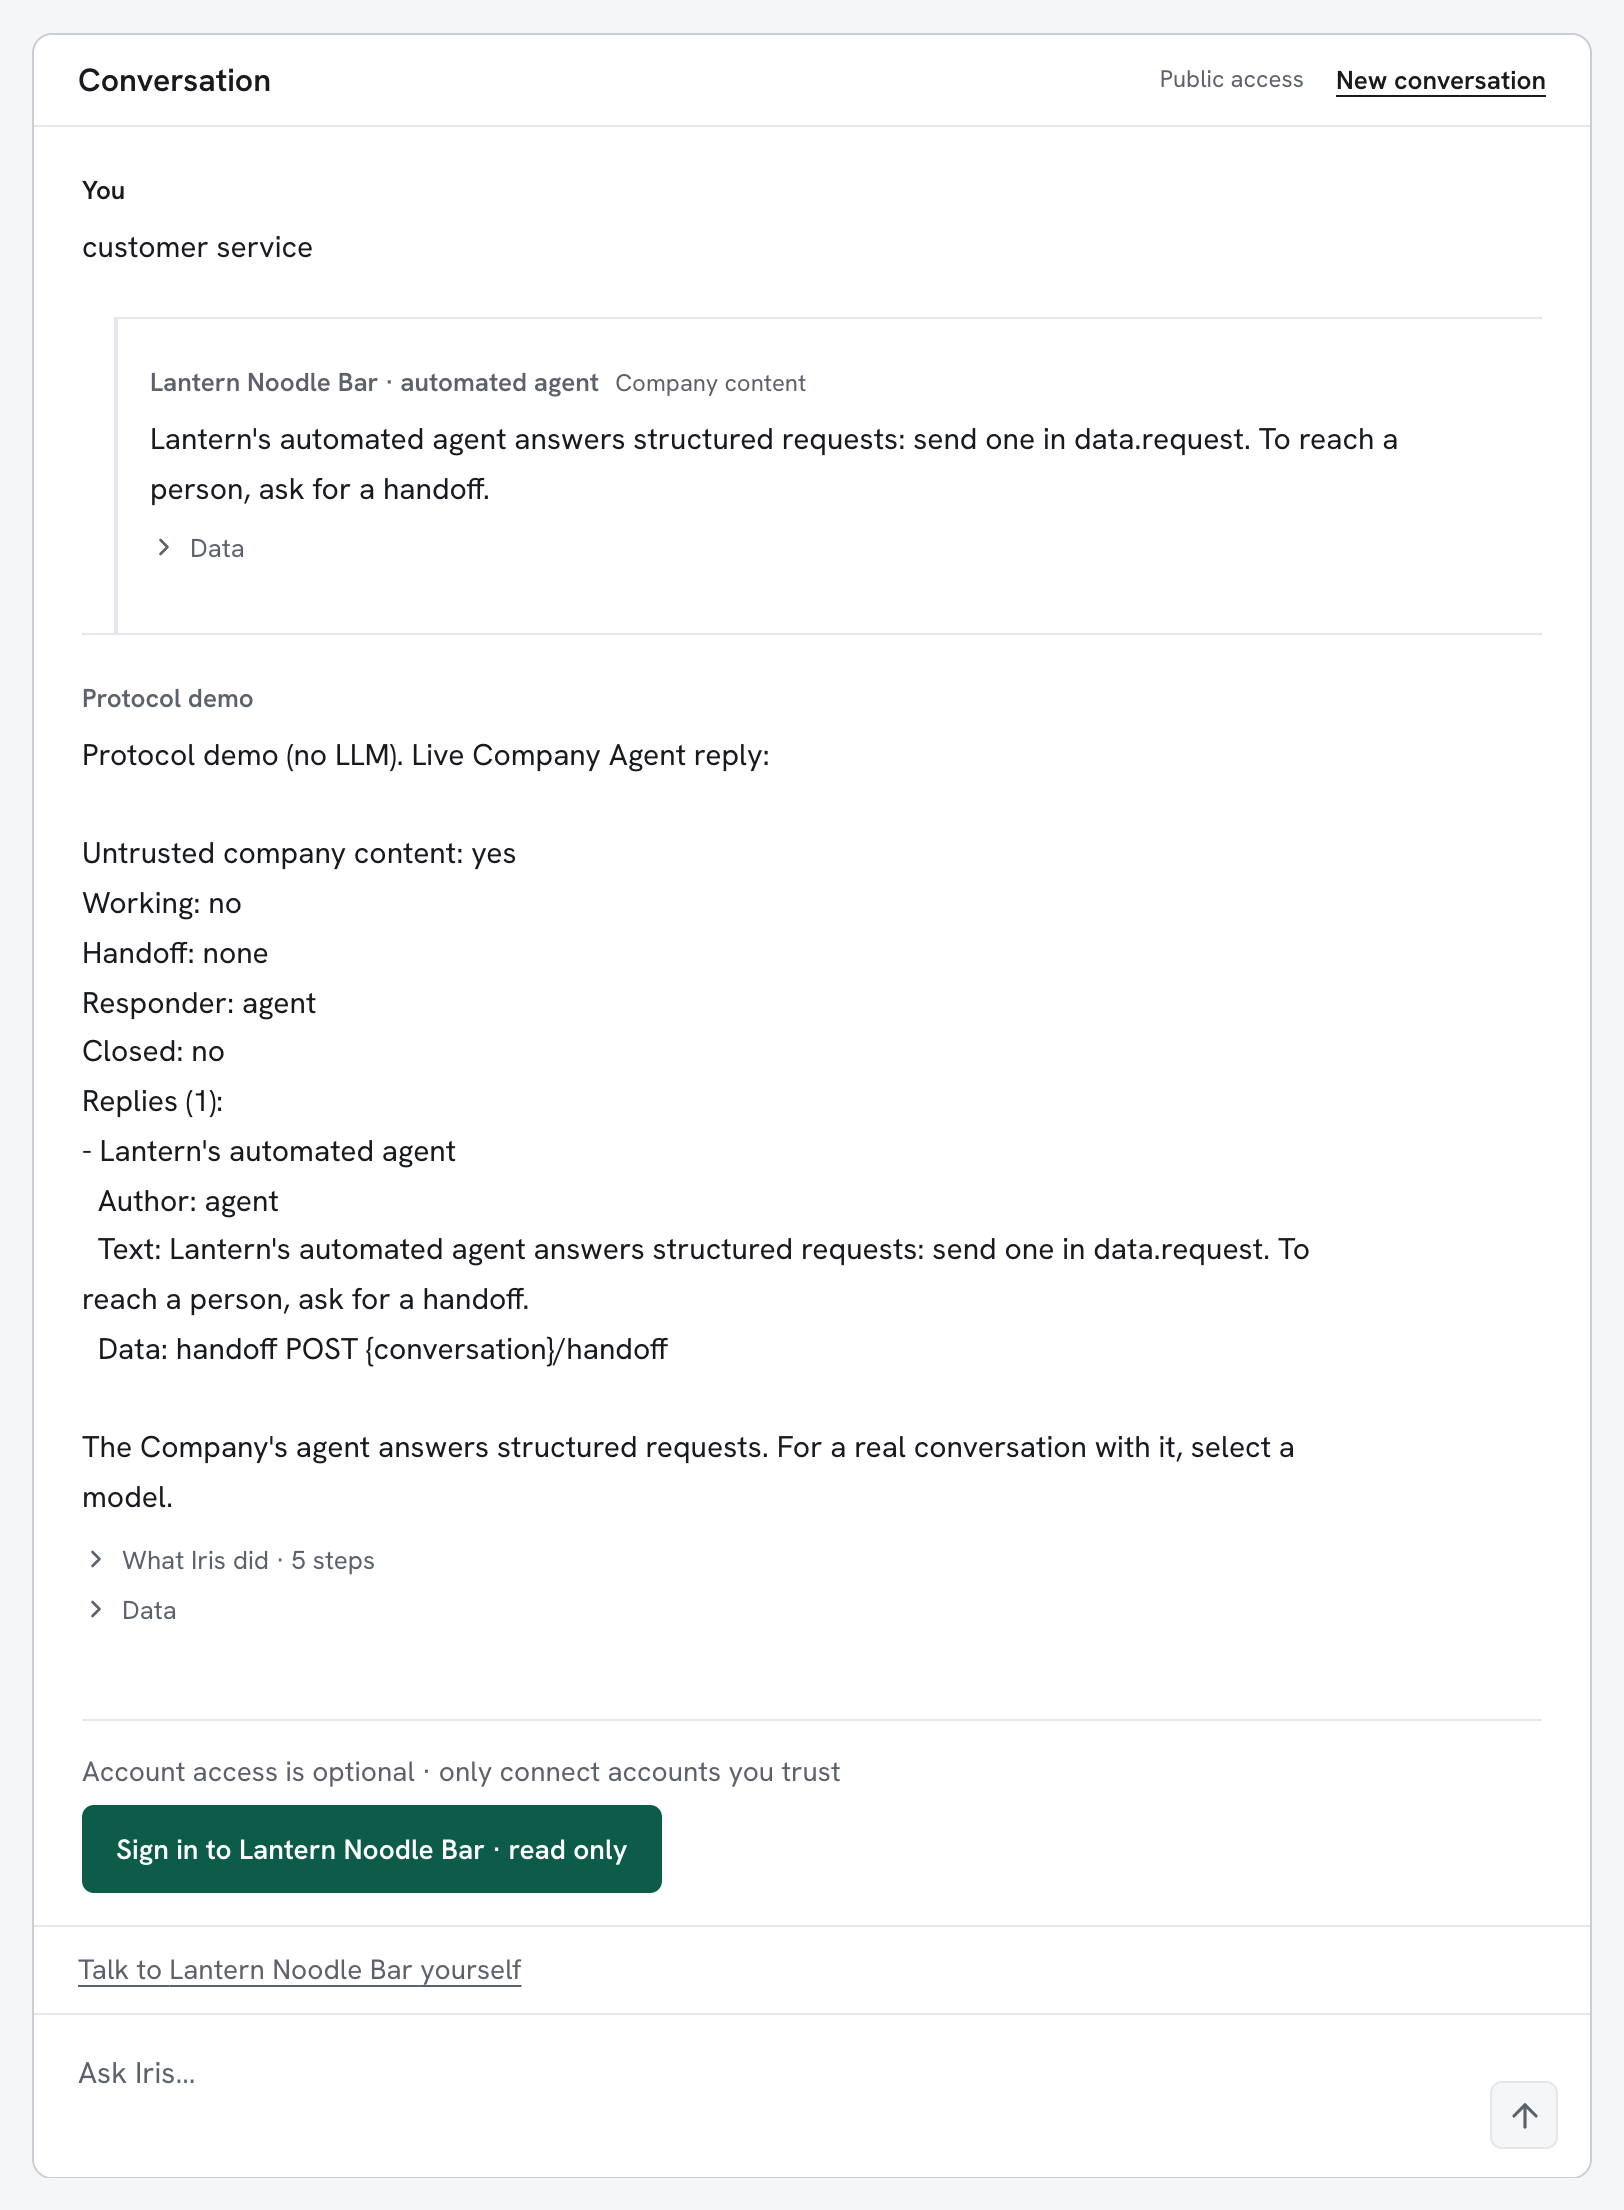 Conversation
Public access
New conversation
You
customer service
Lantern Noodle Bar · automated agent Company content
Lantern's automated agent answers structured requests: send one in data.request. To reach a
person, ask for a handoff.
Data
Protocol demo
Protocol demo (no LLM). Live Company Agent reply:
Untrusted company content: yes
Working: no
Handoff: none
Responder: agent
Closed: no
Replies (1):
- Lantern's automated agent
Author: agent
Text: Lantern's automated agent answers structured requests: send one in data.request. To
reach a person, ask for a handoff.
Data: handoff POST {conversation}/handoff
The Company's agent answers structured requests. For a real conversation with it, select a
model.
What Iris did · 5 steps
Data
Account access is optional · only connect accounts you trust
Sign in to Lantern Noodle Bar · read only
Talk to Lantern Noodle Bar yourself
Ask Iris...